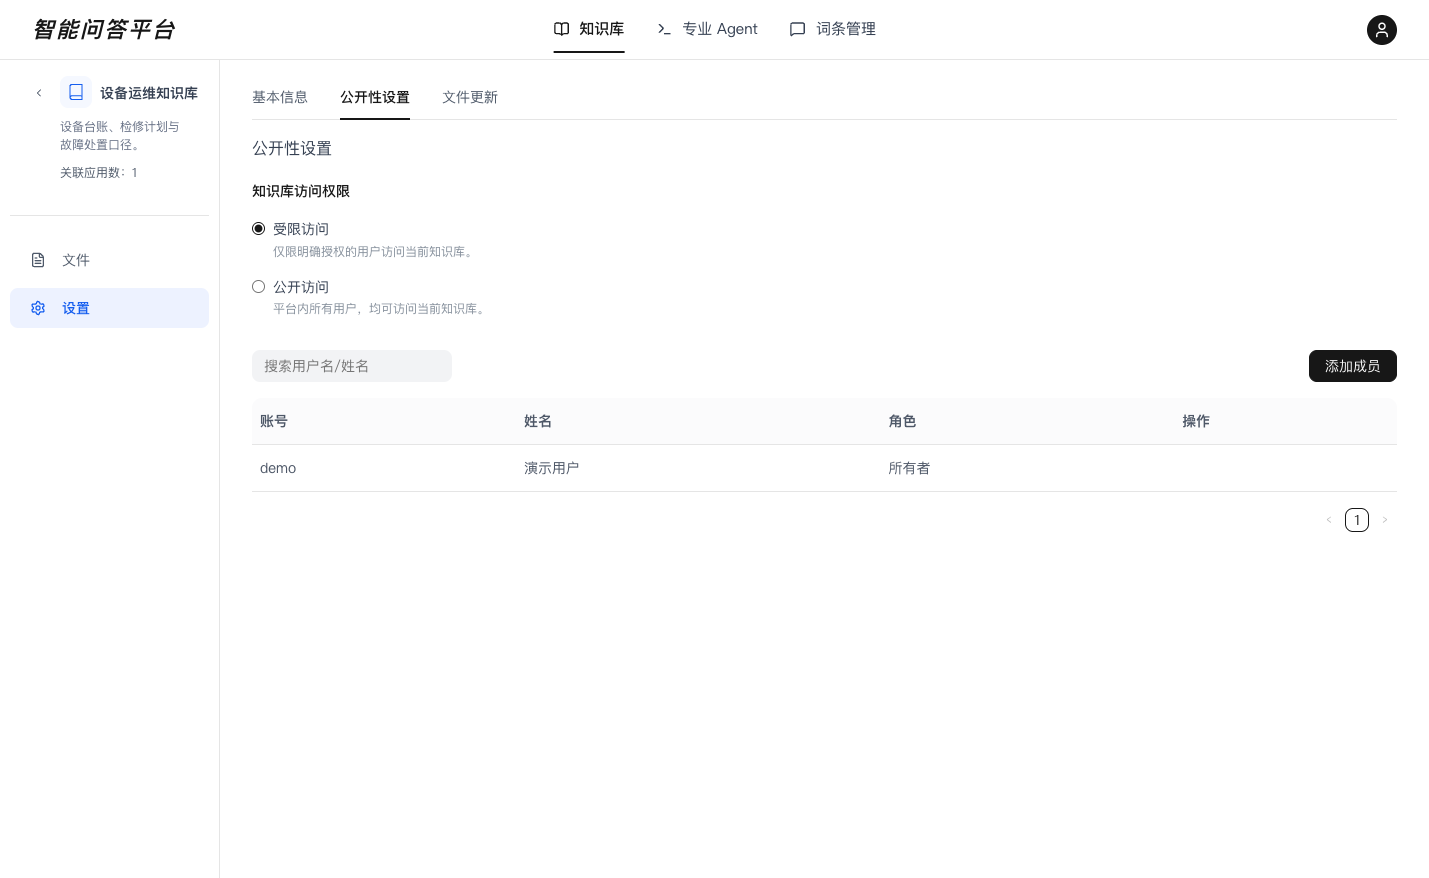 智能问答平台
知识库
专业 Agent
词条管理
设备运维知识库
设备台账、检修计划与
故障处置口径。
关联应用数：1
文件
设置
基本信息
公开性设置
文件更新
公开性设置
知识库访问权限
受限访问
仅限明确授权的用户访问当前知识库。
公开访问
平台内所有用户，均可访问当前知识库。
搜索用户名/姓名
添加成员
账号
姓名
角色
操作
demo
演示用户
所有者
1